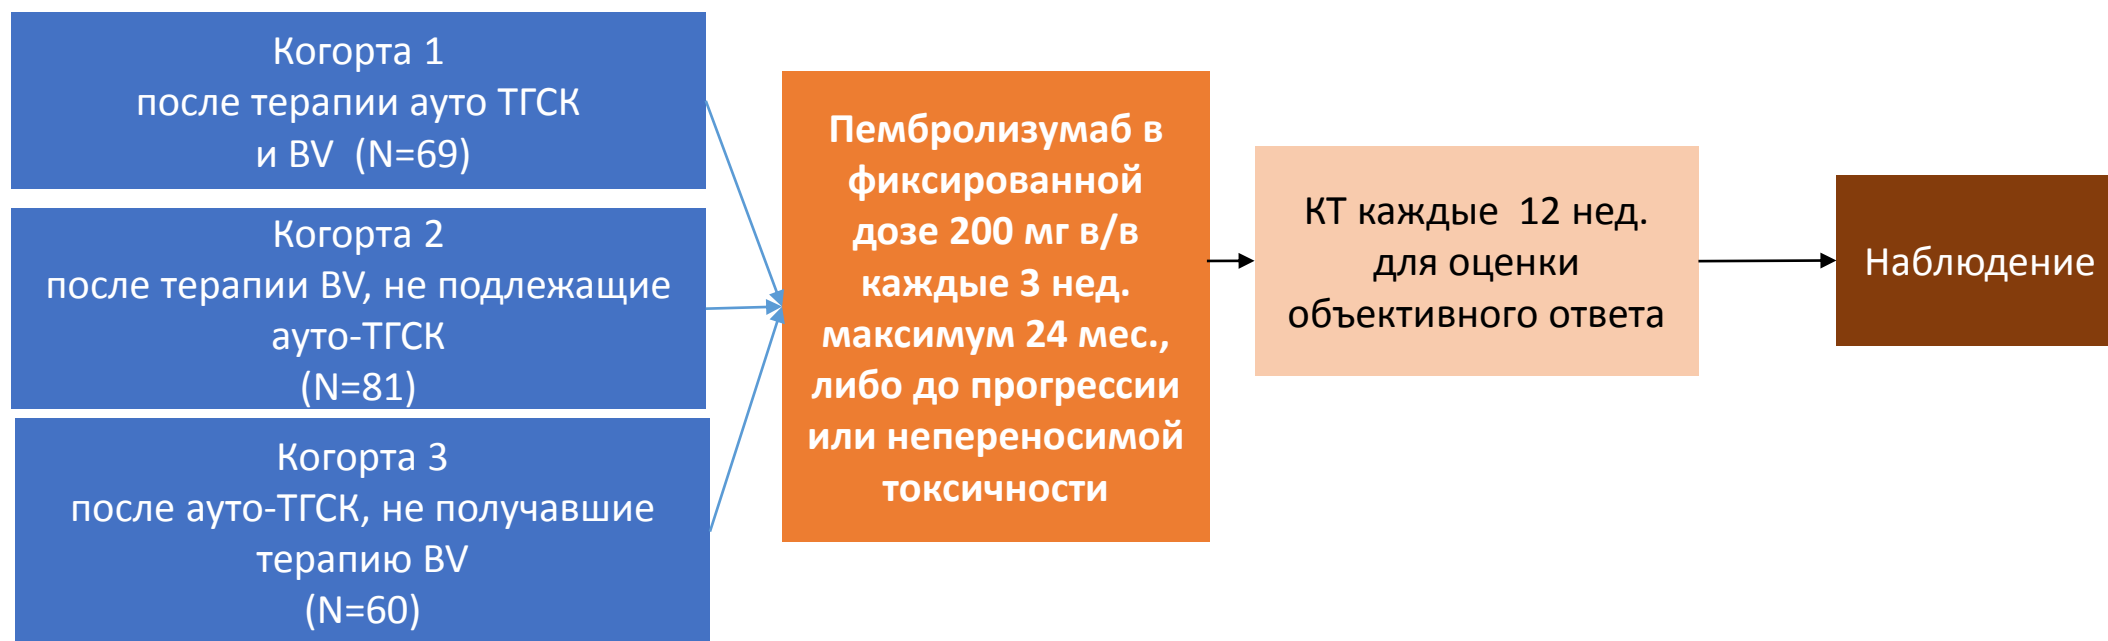 Когорта 1
после терапии ауто ТГСК
и BV (N=69)
Когорта 2
после терапии BV, не подлежащие
ауто-ТГСК
(N=81)
Когорта 3
после ауто-ТГСК, не получавшие
терапию BV
(N=60)
Пембролизумаб в
фиксированной
дозе 200 мг в/в
каждые 3 нед.
максимум 24 мес.,
либо до прогрессии
или непереносимой
токсичности
КТ каждые 12 нед.
для оценки
объективного ответа
Наблюдение